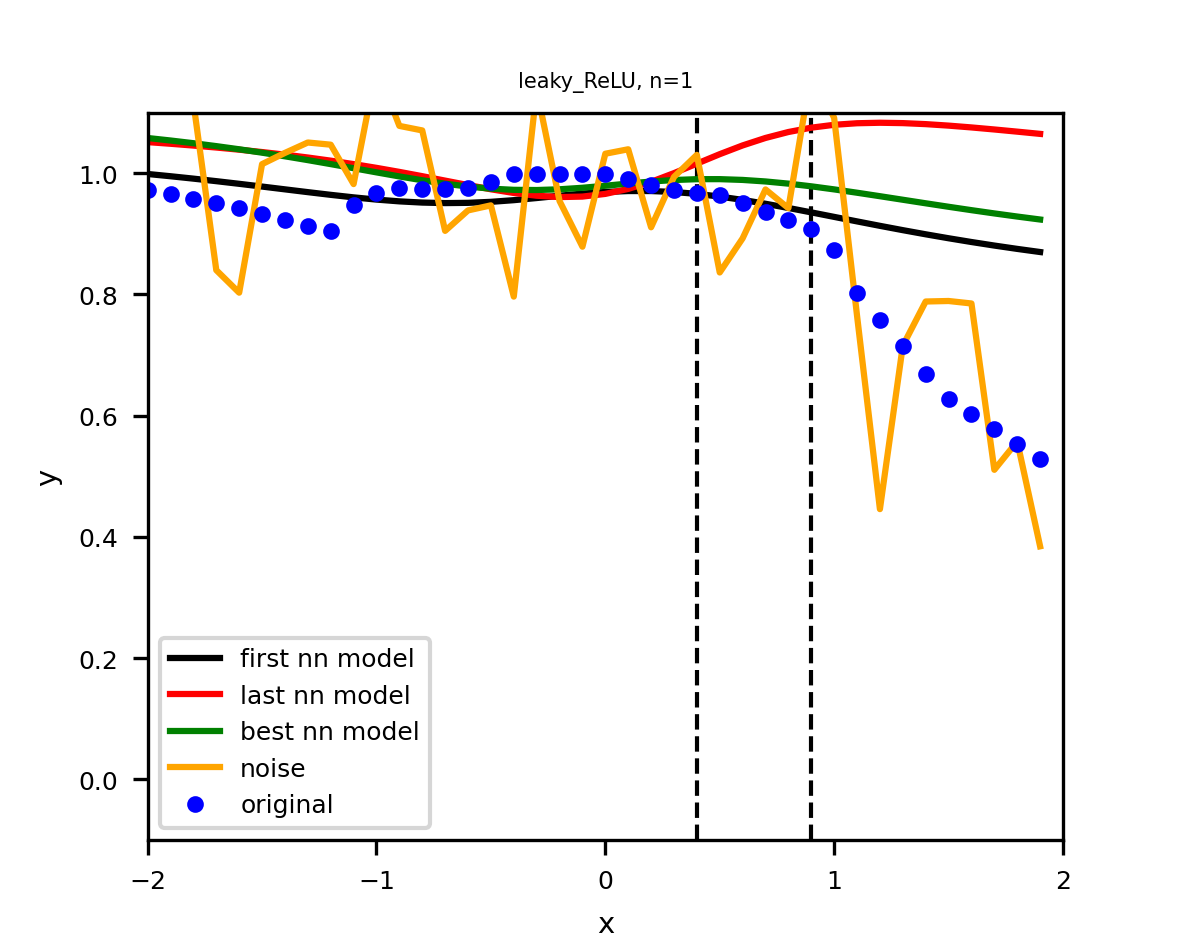 leaky_ReLU, n=1
1.0
0.8
0.6
0.4
0.2
0.0
y
first nn model
last nn model
best nn model
noise
original
−2
−1
0
1
2
x